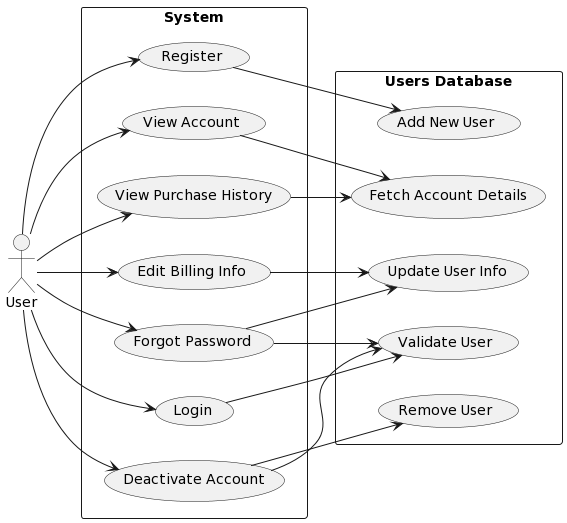 System
Register
Users Database
View Account
Add New User
View Purchase History
Fetch Account Details
Edit Billing Info
Update User Info
User
Forgot Password
Validate User
Login
Remove User
Deactivate Account